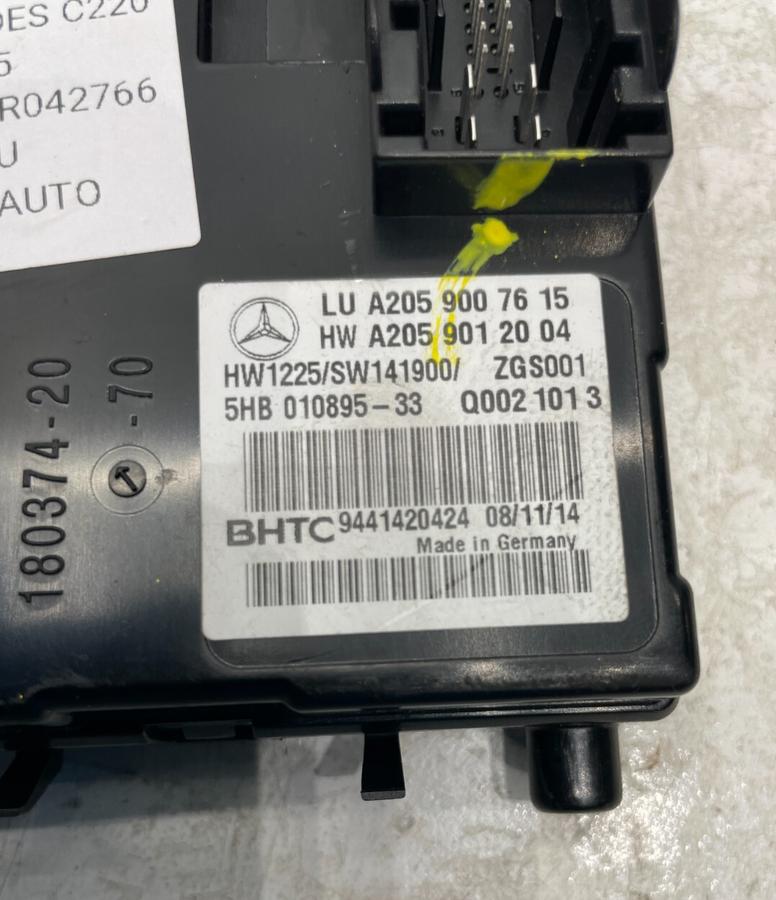 DES C220
5
R042766
U
AUTO
LU A205 900 76 15
HW A205 901 20 04
HW1225/SW141900/ ZGS001
5HB 010895-33 Q002 101 3
BHTC 9441420424 08/11/14
Made in Germany
180374-20
-70